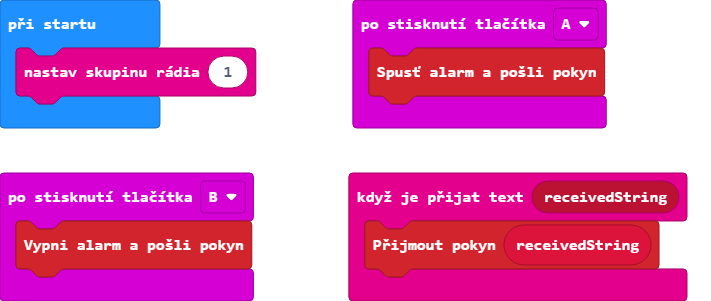 při startu
nastav skupinu rádia 1
po stisknutí tlačítka A
Spusť alarm a pošli pokyn
po stisknutí tlačítka B
Vypni alarm a pošli pokyn
když je přijat text receivedString
Přijmout pokyn receivedString